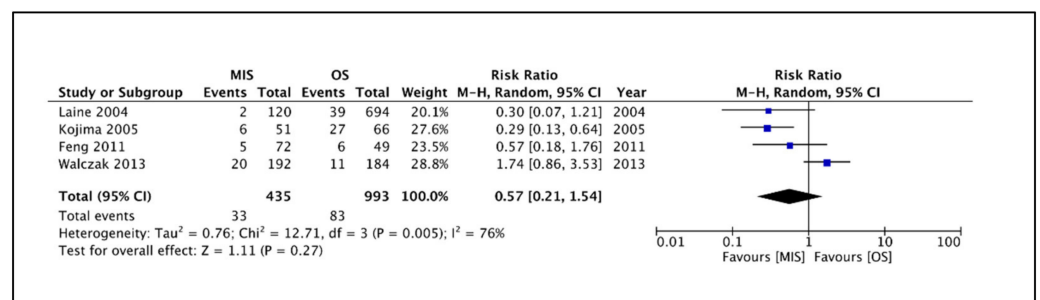 MIS OS Risk Ratio Risk Ratio
Study or Subgroup Events Total Events Total Weight M-H, Random, 95% CI Year M-H, Random, 95% CI
Laine 2004 2 120 39 694 20.1% 0.30 [0.07, 1.21] 2004
Kojima 2005 6 51 27 66 27.6% 0.29 [0.13, 0.64] 2005
Feng 2011 5 72 6 49 23.5% 0.57 [0.18, 1.76] 2011
Walczak 2013 20 192 11 184 28.8% 1.74 [0.86, 3.53] 2013
Total (95% CI) 435 993 100.0% 0.57 [0.21, 1.54]
Total events 33 83
Heterogeneity: Tau² = 0.76; Chi² = 12.71, df = 3 (P = 0.005); I² = 76%
Test for overall effect: Z = 1.11 (P = 0.27)
0.01 0.1 1 10 100
Favours [MIS] Favours [OS]